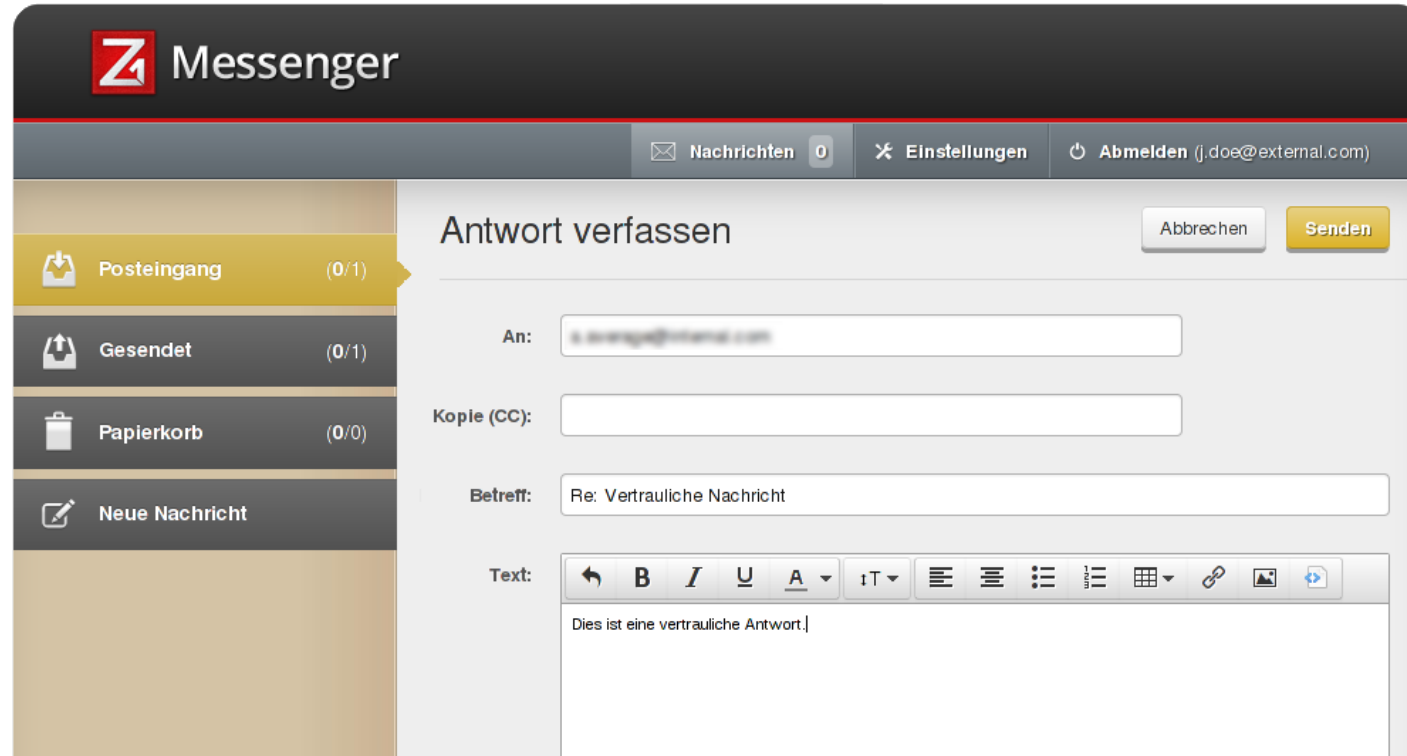 Z1 Messenger
Nachrichten 0 Einstellungen Abmelden (j.doe@external.com)
Antwort verfassen Abbrechen Senden
Posteingang (0/1)
Gesendet (0/1)
Papierkorb (0/0)
Neue Nachricht
An:
Kopie (CC):
Betreff: Re: Vertrauliche Nachricht
Text: B I U A T
Dies ist eine vertrauliche Antwort.